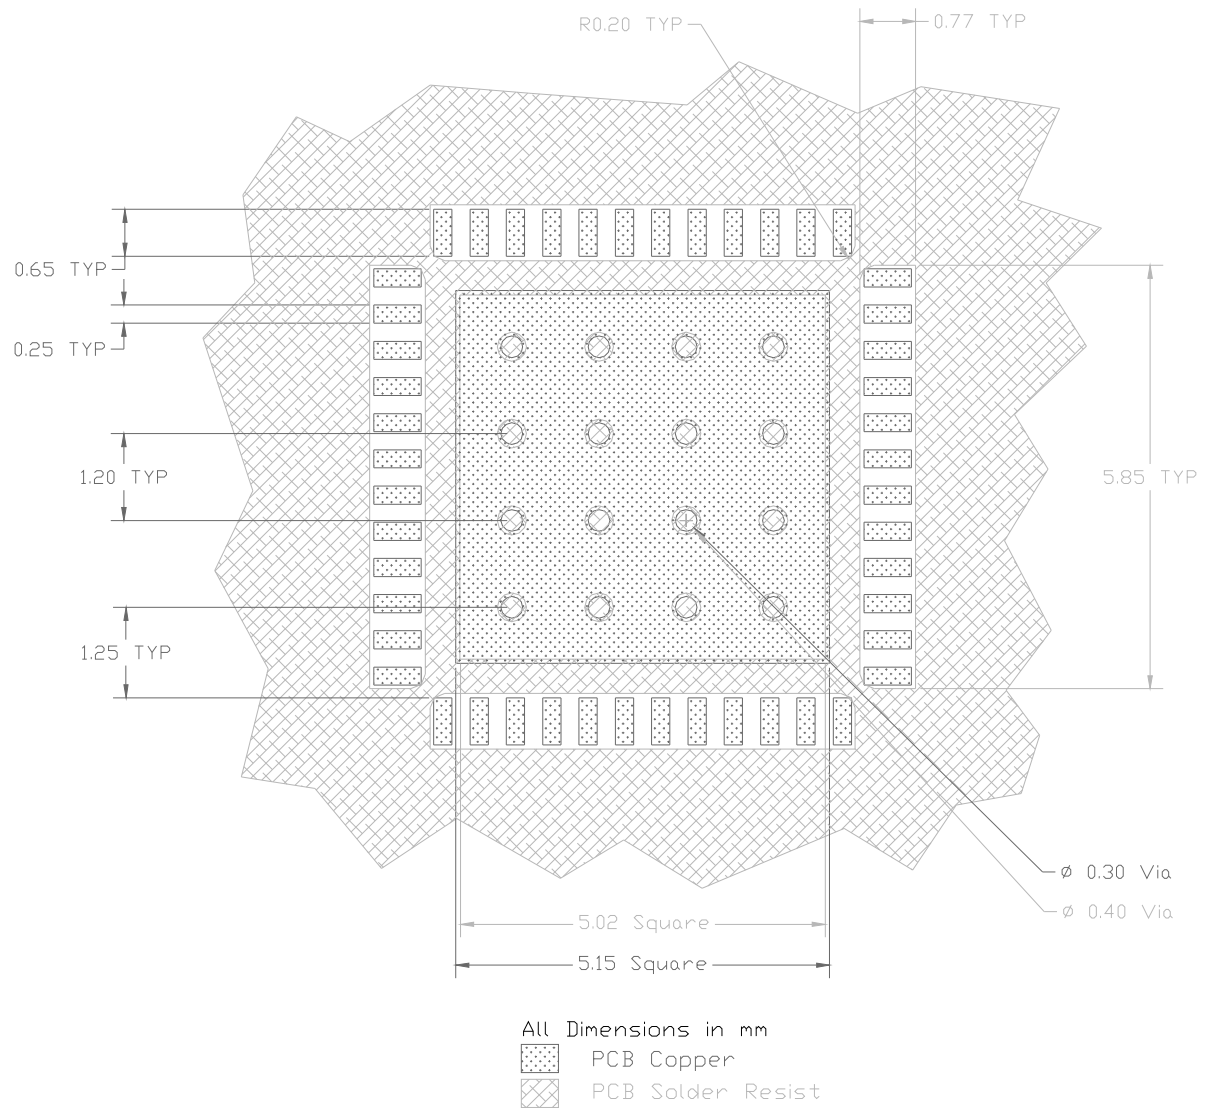 R0.20 TYP
0.77 TYP
0.65 TYP
0.25 TYP
1.20 TYP
5.85 TYP
1.25 TYP
ø 0.30 Via
ø 0.40 Via
5.02 Square
5.15 Square
All Dimensions in mm
PCB Copper
PCB Solder Resist